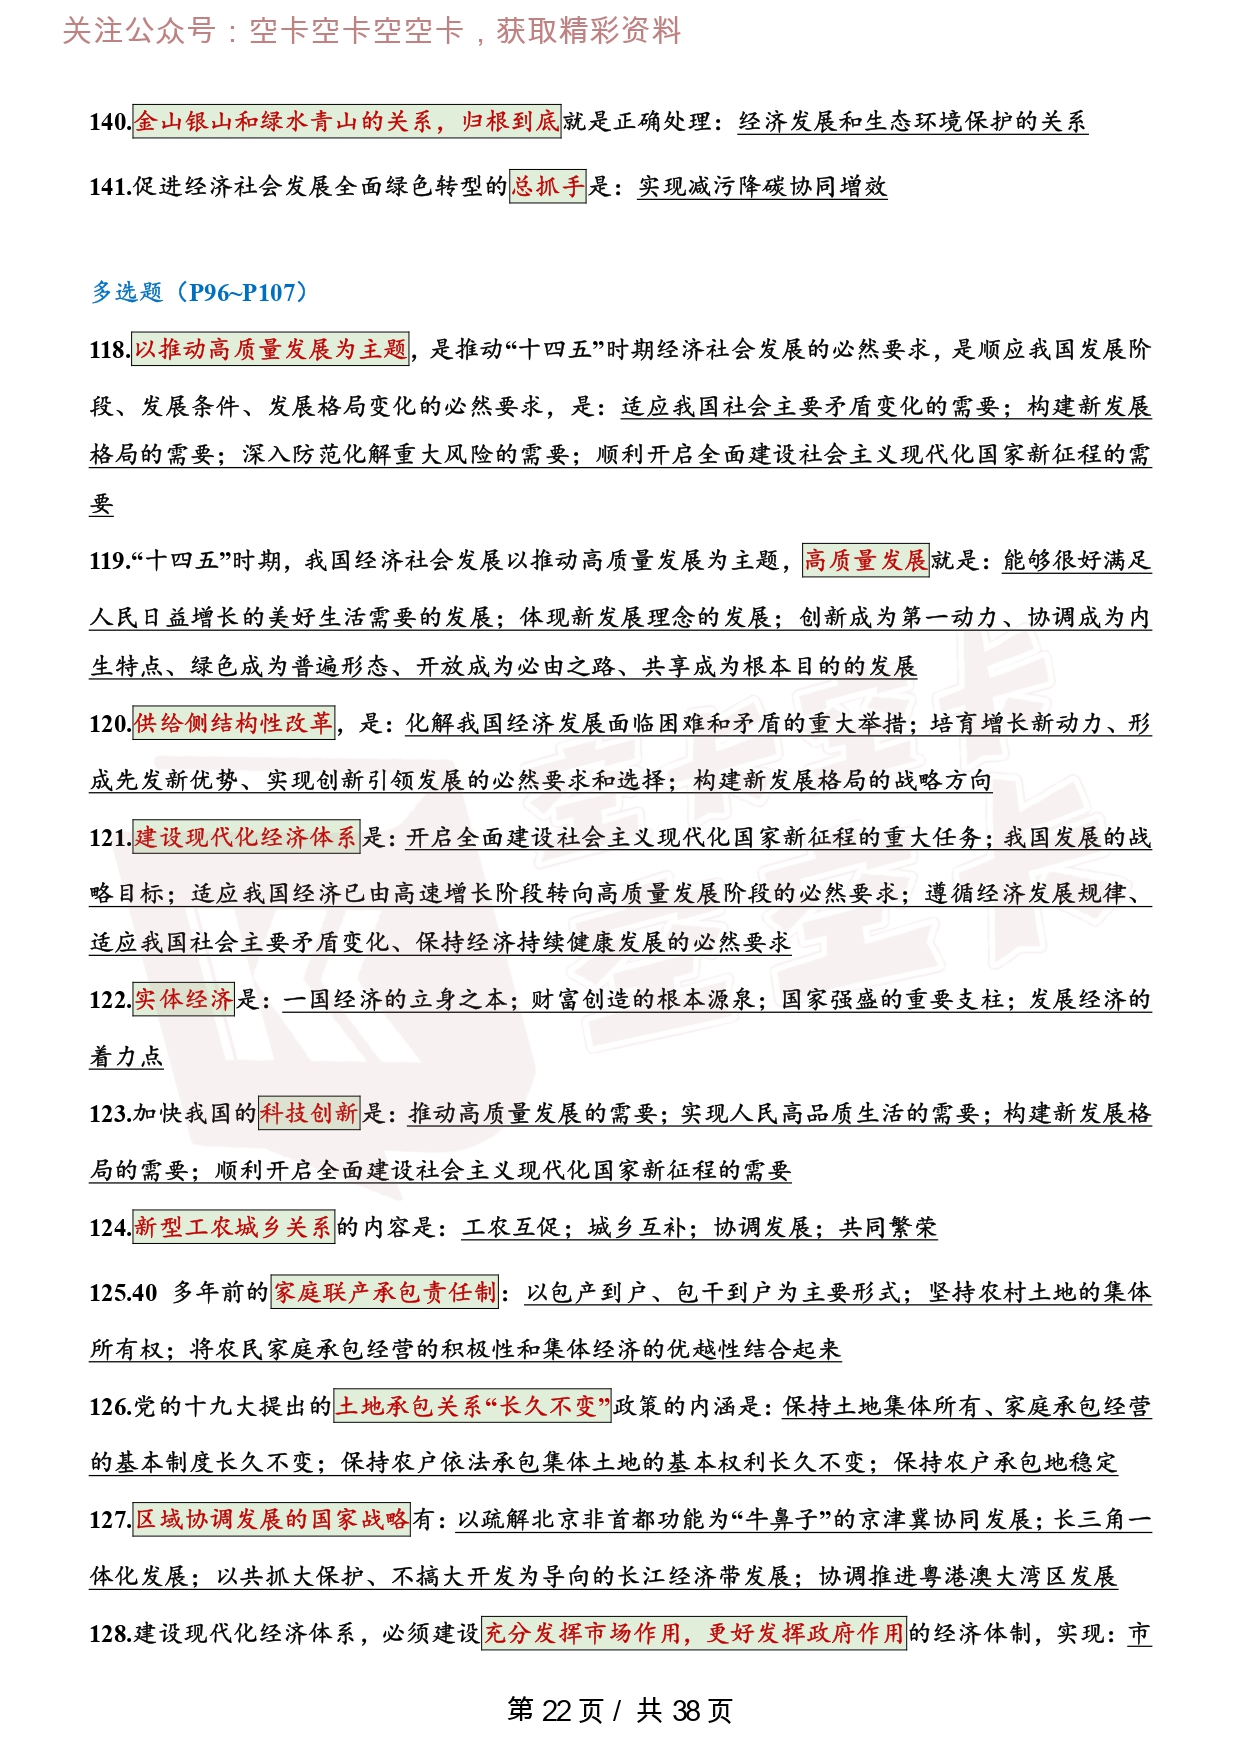 关注公众号：空卡空卡空空卡，获取精彩资料
140.金山银山和绿水青山的关系，归根到底就是正确处理：经济发展和生态环境保护的关系
141.促进经济社会发展全面绿色转型的总抓手是：实现减污降碳协同增效
多选题（P96~P107）
118.以推动高质量发展为主题，是推动“十四五”时期经济社会发展的必然要求，是顺应我国发展阶
段、发展条件、发展格局变化的必然要求，是：适应我国社会主要矛盾变化的需要；构建新发展
格局的需要；深入防范化解重大风险的需要；顺利开启全面建设社会主义现代化国家新征程的需
要
119.“十四五”时期，我国经济社会发展以推动高质量发展为主题，高质量发展就是：能够很好满足
人民日益增长的美好生活需要的发展；体现新发展理念的发展；创新成为第一动力、协调成为内
生特点、绿色成为普遍形态、开放成为必由之路、共享成为根本目的的发展
120.供给侧结构性改革，是：化解我国经济发展面临困难和矛盾的重大举措；培育增长新动力、形
成先发新优势、实现创新引领发展的必然要求和选择；构建新发展格局的战略方向
121.建设现代化经济体系是：开启全面建设社会主义现代化国家新征程的重大任务；我国发展的战
略目标；适应我国经济已由高速增长阶段转向高质量发展阶段的必然要求；遵循经济发展规律、
适应我国社会主要矛盾变化、保持经济持续健康发展的必然要求
122.实体经济是：一国经济的立身之本；财富创造的根本源泉；国家强盛的重要支柱；发展经济的
着力点
123.加快我国的科技创新是：推动高质量发展的需要；实现人民高品质生活的需要；构建新发展格
局的需要；顺利开启全面建设社会主义现代化国家新征程的需要
124.新型工农城乡关系的内容是：工农互促；城乡互补；协调发展；共同繁荣
125.40 多年前的家庭联产承包责任制：以包产到户、包干到户为主要形式；坚持农村土地的集体
所有权；将农民家庭承包经营的积极性和集体经济的优越性结合起来
126.党的十九大提出的土地承包关系“长久不变”政策的内涵是：保持土地集体所有、家庭承包经营
的基本制度长久不变；保持农户依法承包集体土地的基本权利长久不变；保持农户承包地稳定
127.区域协调发展的国家战略有：以疏解北京非首都功能为“牛鼻子”的京津冀协同发展；长三角一
体化发展；以共抓大保护、不搞大开发为导向的长江经济带发展；协调推进粤港澳大湾区发展
128.建设现代化经济体系，必须建设充分发挥市场作用，更好发挥政府作用的经济体制，实现：市
空卡空卡
空空卡
第 22 页 / 共 38 页